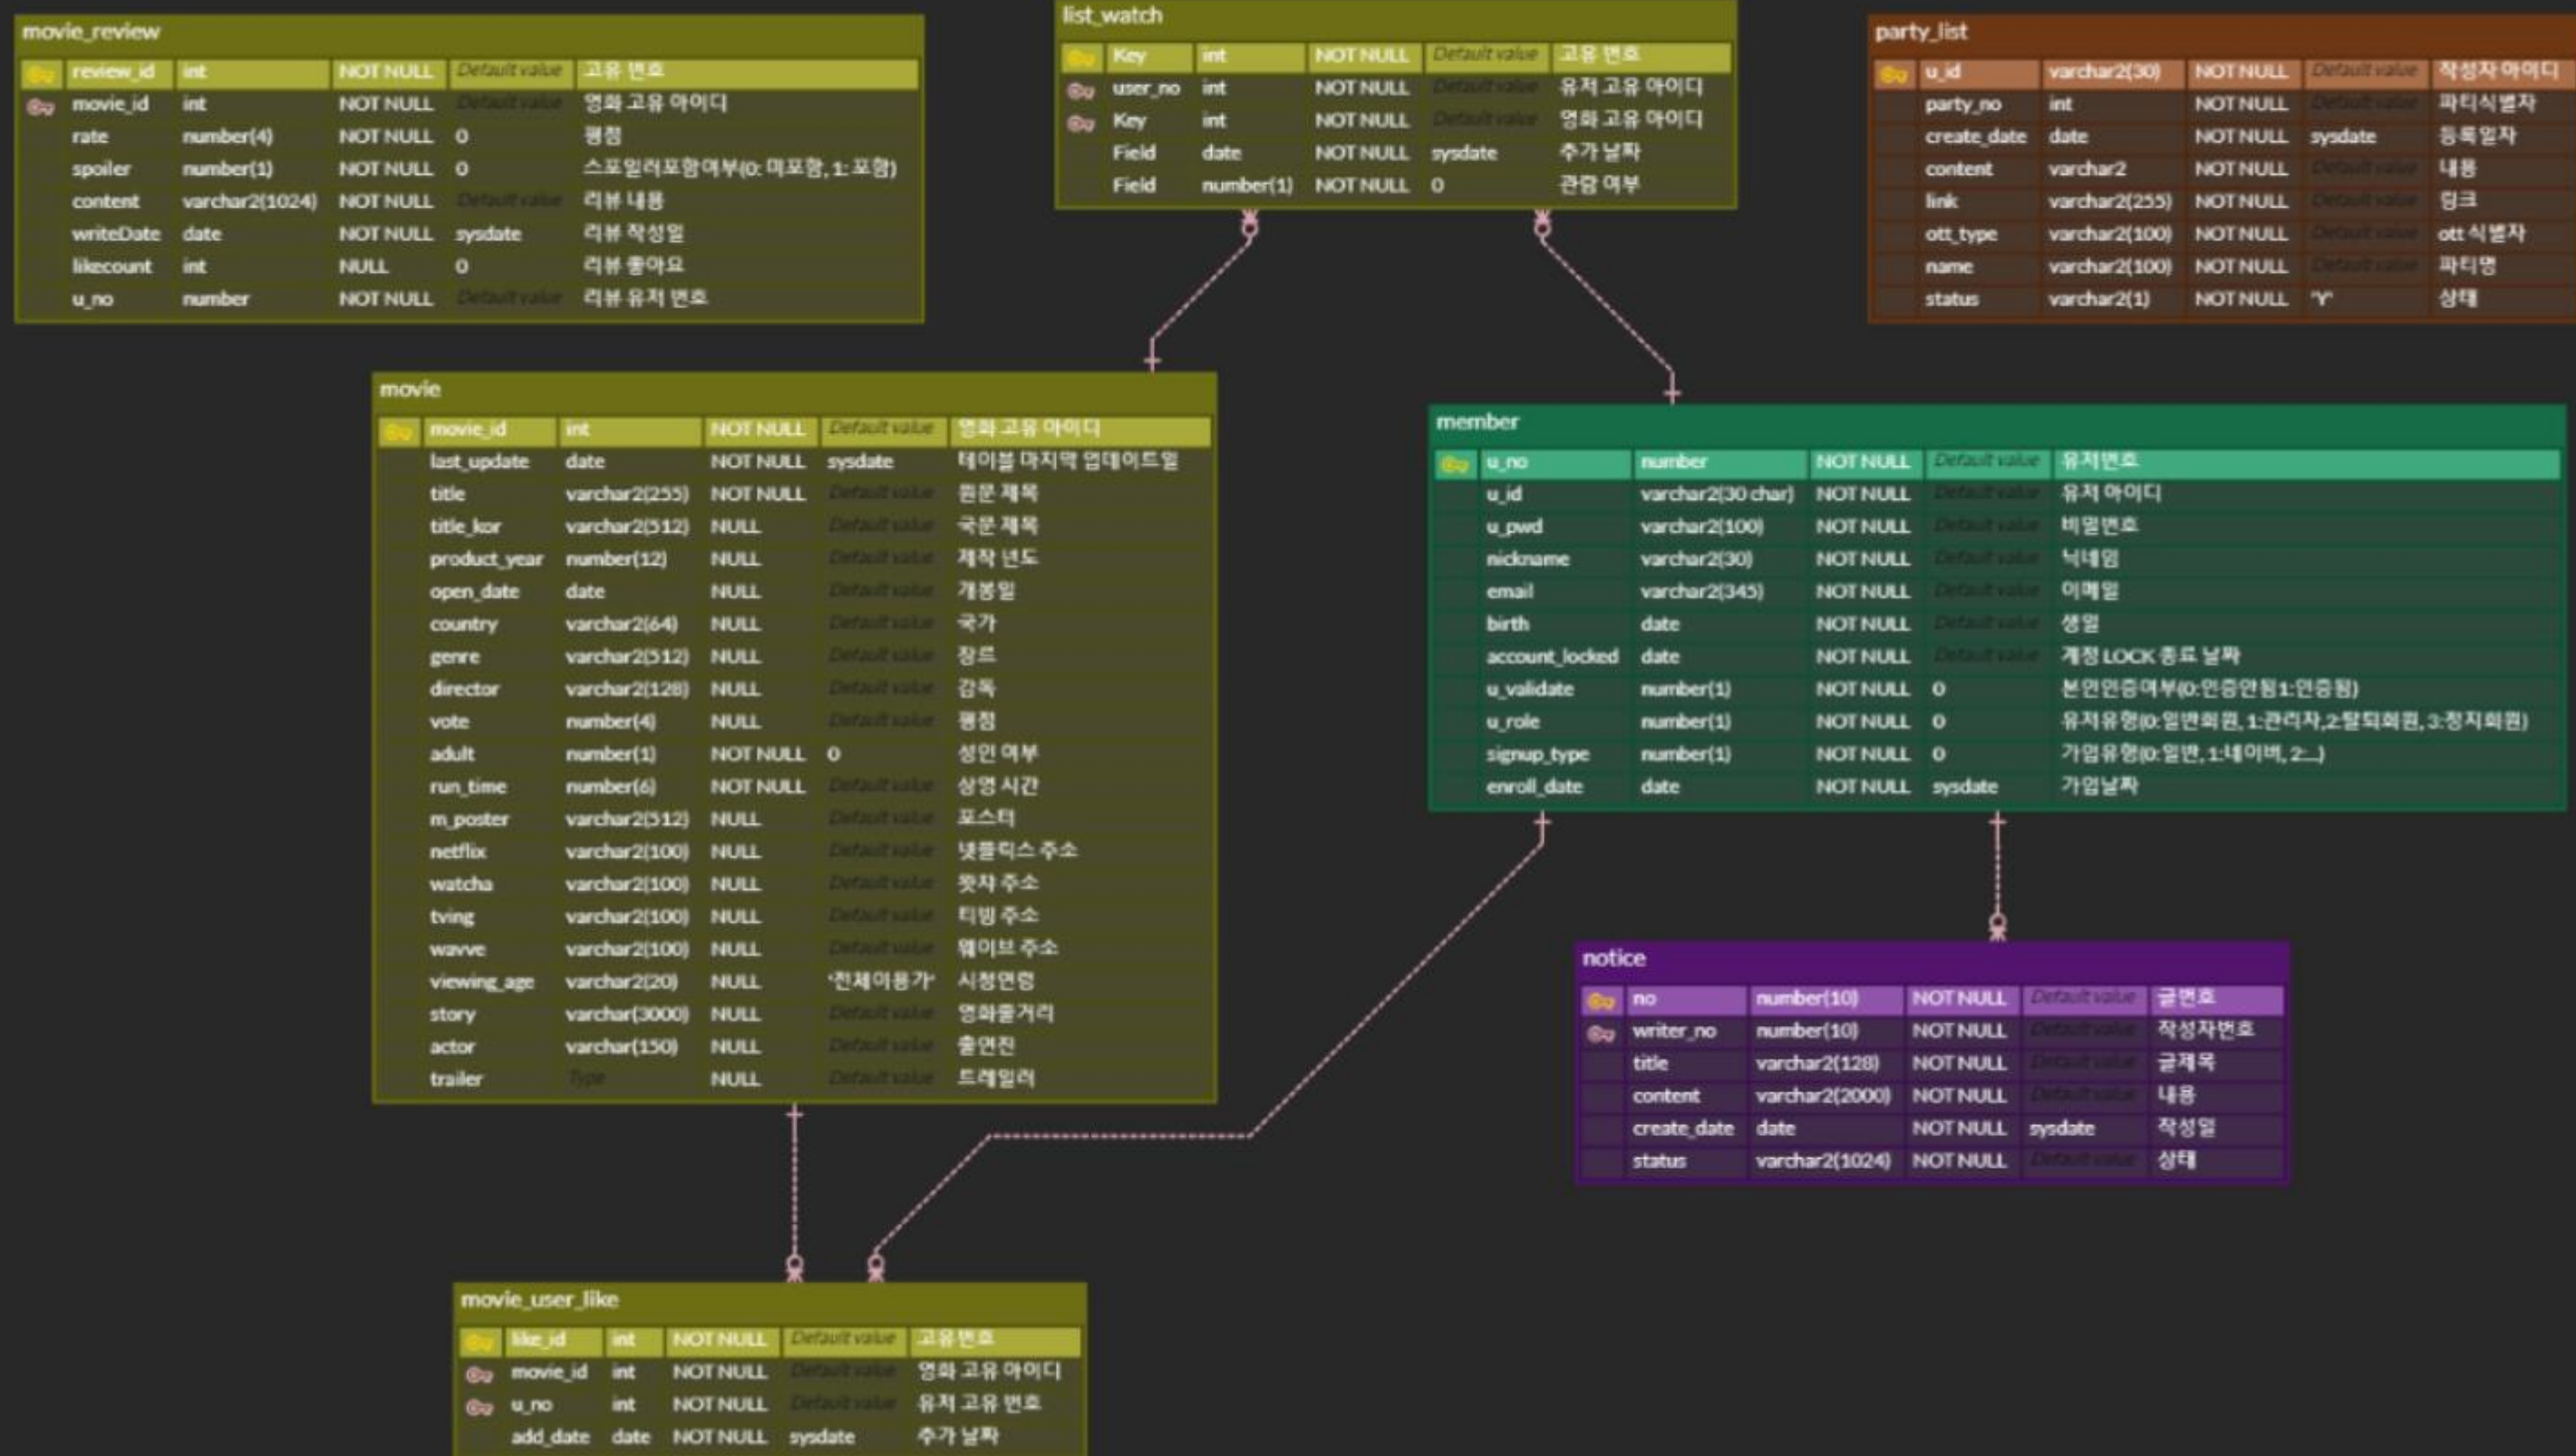 movie_review
review_id int NOT NULL Default value 고유 번호
movie_id int NOT NULL Default value 영화 고유 아이디
rate number(4) NOT NULL 0 평점
spoiler number(1) NOT NULL 0 스포일러포함여부(0: 미포함, 1: 포함)
content varchar2(1024) NOT NULL Default value 리뷰 내용
writeDate date NOT NULL sysdate 리뷰 작성일
likecount int NULL 0 리뷰 좋아요
u_no number NOT NULL Default value 리뷰 유저 번호
list_watch
Key int NOT NULL Default value 고유 번호
user_no int NOT NULL Default value 유저 고유 아이디
Key int NOT NULL Default value 영화 고유 아이디
Field date NOT NULL sysdate 추가 날짜
Field number(1) NOT NULL 0 관람 여부
party_list
u_id varchar2(30) NOT NULL Default value 작성자 아이디
party_no int NOT NULL Default value 파티식별자
create_date date NOT NULL sysdate 등록일자
content varchar2 NOT NULL Default value 내용
link varchar2(255) NOT NULL Default value 링크
ott_type varchar2(100) NOT NULL Default value ott 식별자
name varchar2(100) NOT NULL Default value 파티명
status varchar2(1) NOT NULL 'Y' 상태
movie
movie_id int NOT NULL Default value 영화 고유 아이디
last_update date NOT NULL sysdate 테이블 마지막 업데이트일
title varchar2(255) NOT NULL Default value 원문 제목
title_kor varchar2(512) NULL Default value 국문 제목
product_year number(12) NULL Default value 제작 년도
open_date date NULL Default value 개봉일
country varchar2(64) NULL Default value 국가
genre varchar2(512) NULL Default value 장르
director varchar2(128) NULL Default value 감독
vote number(4) NULL Default value 평점
adult number(1) NOT NULL 0 성인 여부
run_time number(6) NOT NULL Default value 상영 시간
m_poster varchar2(512) NULL Default value 포스터
netflix varchar2(100) NULL Default value 넷플릭스 주소
watcha varchar2(100) NULL Default value 왓챠 주소
tving varchar2(100) NULL Default value 티빙 주소
wavve varchar2(100) NULL Default value 웨이브 주소
viewing_age varchar2(20) NULL '전체이용가' 시청연령
story varchar(3000) NULL Default value 영화줄거리
actor varchar(150) NULL Default value 출연진
trailer Type NULL Default value 트레일러
member
u_no number NOT NULL Default value 유저번호
u_id varchar2(30 char) NOT NULL Default value 유저 아이디
u_pwd varchar2(100) NOT NULL Default value 비밀번호
nickname varchar2(30) NOT NULL Default value 닉네임
email varchar2(345) NOT NULL Default value 이메일
birth date NOT NULL Default value 생일
account_locked date NOT NULL Default value 계정 LOCK 종료 날짜
u_validate number(1) NOT NULL 0 본인인증여부(0:인증안됨1:인증됨)
u_role number(1) NOT NULL 0 유저유형(0:일반회원, 1:관리자,2:탈퇴회원, 3:정지회원)
signup_type number(1) NOT NULL 0 가입유형(0:일반, 1:네이버, 2:...)
enroll_date date NOT NULL sysdate 가입날짜
notice
no number(10) NOT NULL Default value 글번호
writer_no number(10) NOT NULL Default value 작성자번호
title varchar2(128) NOT NULL Default value 글제목
content varchar2(2000) NOT NULL Default value 내용
create_date date NOT NULL sysdate 작성일
status varchar2(1024) NOT NULL Default value 상태
movie_user_like
like_id int NOT NULL Default value 고유번호
movie_id int NOT NULL Default value 영화 고유 아이디
u_no int NOT NULL Default value 유저 고유 번호
add_date date NOT NULL sysdate 추가 날짜